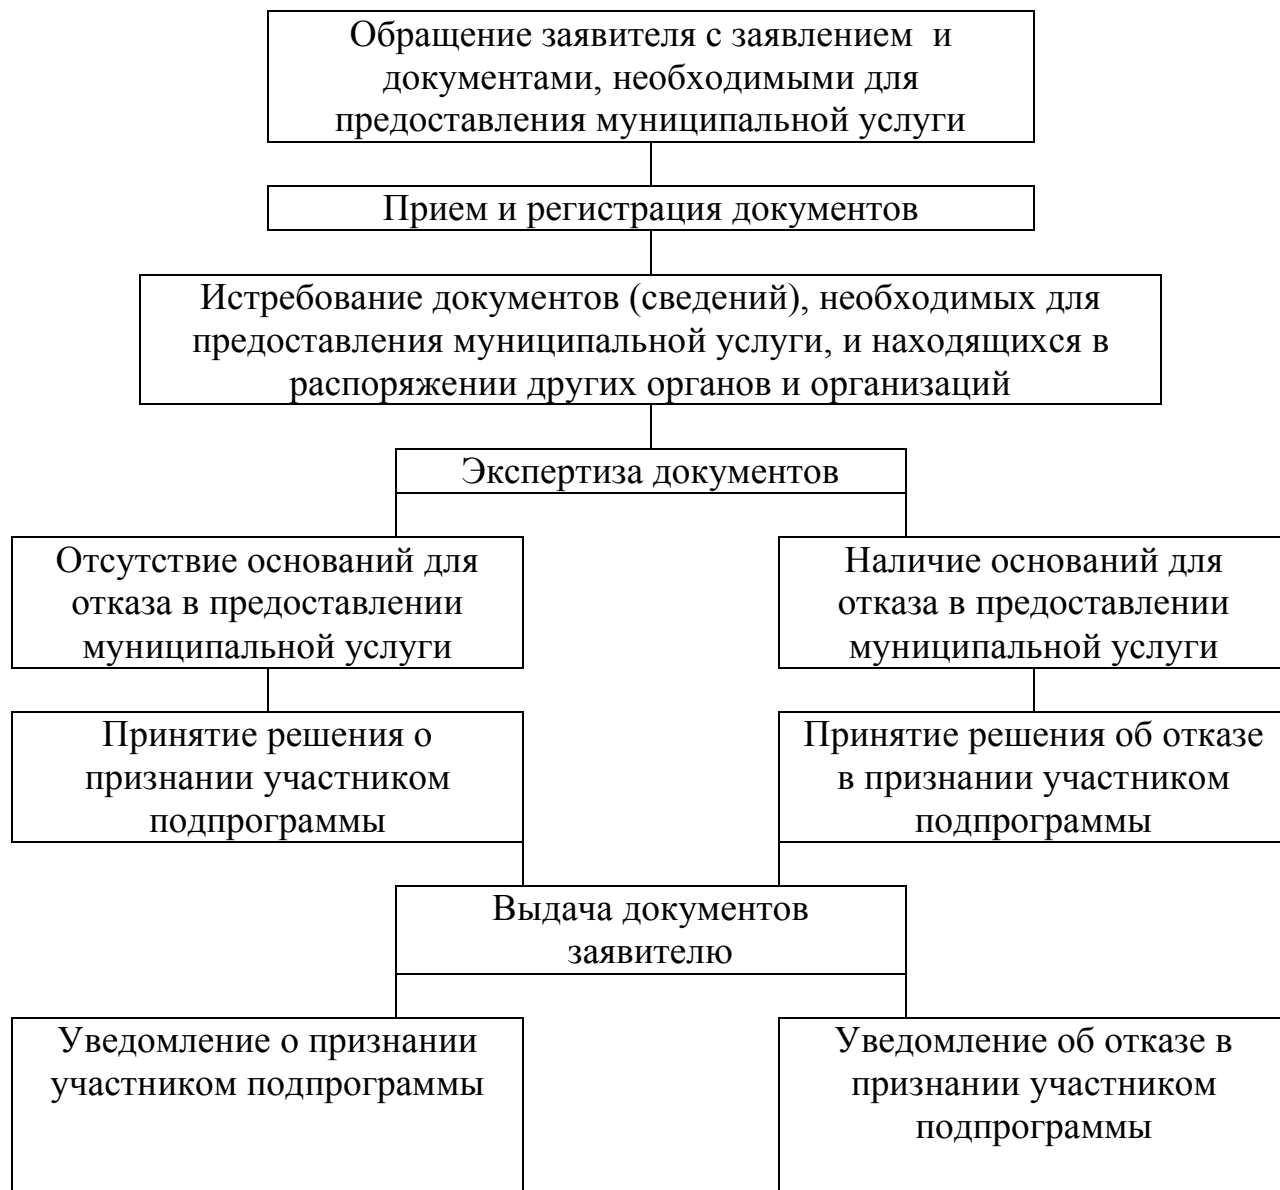 Обращение заявителя с заявлением  и
документами, необходимыми для
предоставления муниципальной услуги
Прием и регистрация документов
Истребование документов (сведений), необходимых для
предоставления муниципальной услуги, и находящихся в
распоряжении других органов и организаций
Экспертиза документов
Отсутствие оснований для
отказа в предоставлении
муниципальной услуги
Наличие оснований для
отказа в предоставлении
муниципальной услуги
Принятие решения о
признании участником
подпрограммы
Принятие решения об отказе
в признании участником
подпрограммы
Выдача документов
заявителю
Уведомление о признании
участником подпрограммы
Уведомление об отказе в
признании участником
подпрограммы